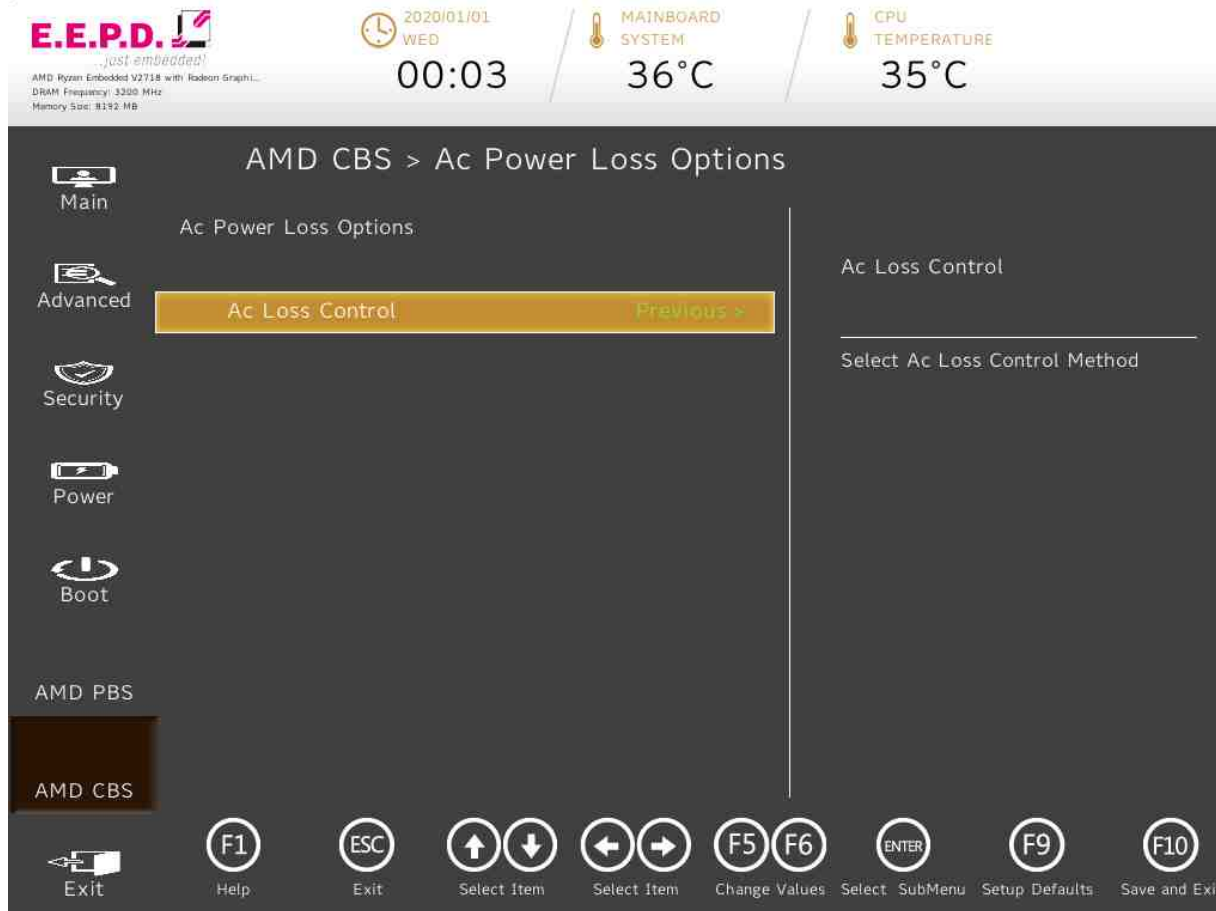 E.E.P.D.
...just embedded!
AMD Ryzen Embedded V2718 with Radeon Graphi...
DRAM Frequency: 3200 MHz
Memory Size: 8192 MB
2020/01/01
WED
00:03
MAINBOARD
SYSTEM
36°C
CPU
TEMPERATURE
35°C
AMD CBS > Ac Power Loss Options
Main
Advanced
Security
Power
Boot
AMD PBS
AMD CBS
Exit
Ac Power Loss Options
Ac Loss Control Previous >
Ac Loss Control
Select Ac Loss Control Method
F1 ESC F5 F6 ENTER F9 F10
Help Exit Select Item Select Item Change Values Select SubMenu Setup Defaults Save and Exi